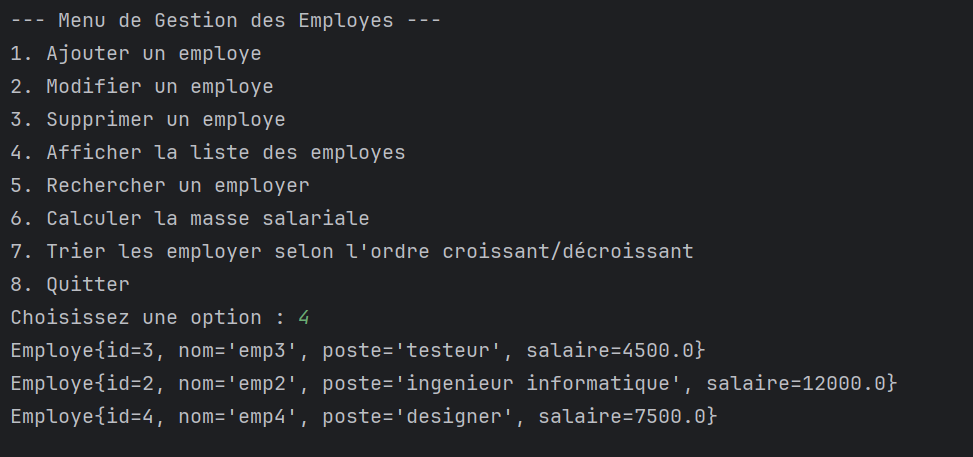 --- Menu de Gestion des Employes ---
1. Ajouter un employe
2. Modifier un employe
3. Supprimer un employe
4. Afficher la liste des employes
5. Rechercher un employer
6. Calculer la masse salariale
7. Trier les employer selon l'ordre croissant/décroissant
8. Quitter
Choisissez une option : 4
Employe{id=3, nom='emp3', poste='testeur', salaire=4500.0}
Employe{id=2, nom='emp2', poste='ingenieur informatique', salaire=12000.0}
Employe{id=4, nom='emp4', poste='designer', salaire=7500.0}